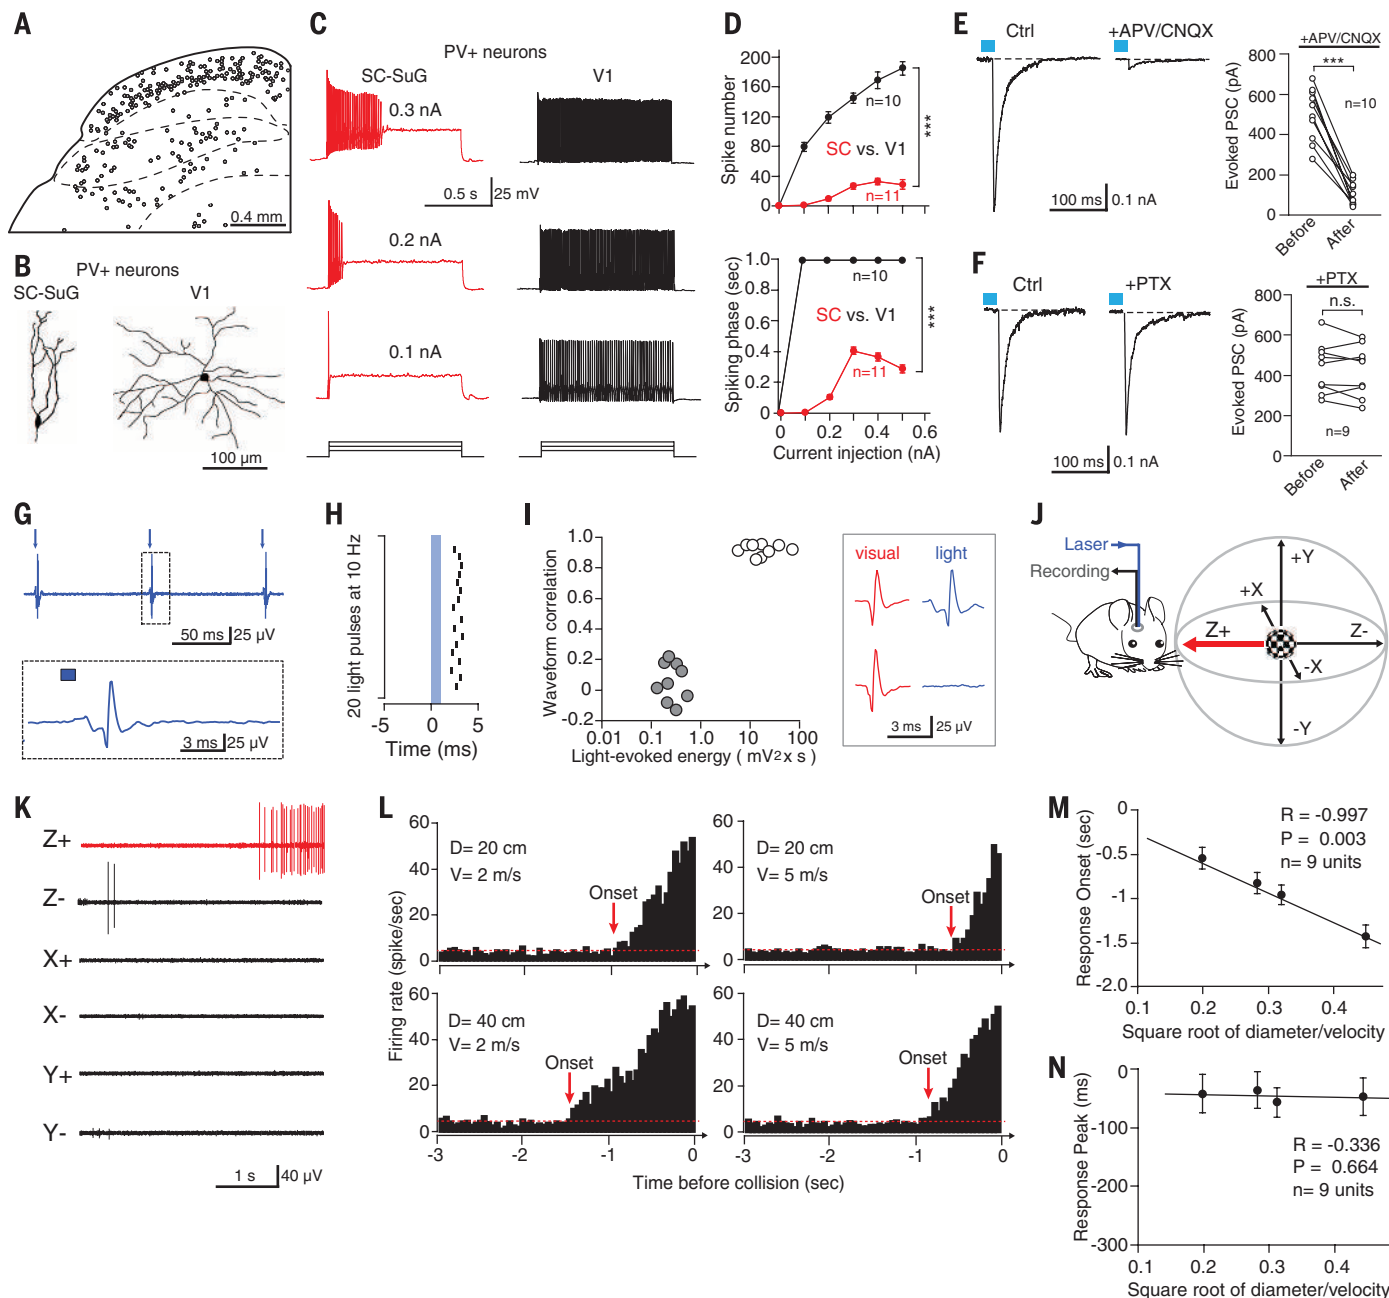 A
0.4 mm
B
PV+ neurons
SC-SuG
V1
100 µm
C
PV+ neurons
SC-SuG
V1
0.3 nA
0.5 s
25 mV
0.2 nA
0.1 nA
D
Spike number
200
160
120
80
40
0
n=10
SC vs. V1
n=11
***
Spiking phase (sec)
1.0
0.8
0.6
0.4
0.2
0
n=10
SC vs. V1
n=11
***
0
0.2
0.4
0.6
Current injection (nA)
E
Ctrl
+APV/CNQX
100 ms
0.1 nA
+APV/CNQX
***
n=10
Evoked PSC (pA)
800
600
400
200
0
Before
After
F
Ctrl
+PTX
100 ms
0.1 nA
+PTX
n.s.
n=9
Evoked PSC (pA)
800
600
400
200
0
Before
After
G
50 ms
25 µV
3 ms
25 µV
H
20 light pulses at 10 Hz
-5
0
5
Time (ms)
I
Waveform correlation
1.0
0.8
0.6
0.4
0.2
0
-0.2
0.01
0.1
1
10
100
Light-evoked energy ( mV2x s )
visual
light
3 ms
25 µV
J
Laser
Recording
+Y
+X
Z+
Z-
-X
-Y
K
Z+
Z-
X+
X-
Y+
Y-
1 s
40 µV
L
Firing rate (spike/sec)
60
40
20
0
D= 20 cm
V= 2 m/s
Onset
-3
-2
-1
0
D= 20 cm
V= 5 m/s
Onset
-3
-2
-1
0
60
40
20
0
D= 40 cm
V= 2 m/s
Onset
-3
-2
-1
0
D= 40 cm
V= 5 m/s
Onset
-3
-2
-1
0
Time before collision (sec)
M
Response Onset (sec)
0
-0.5
-1
-1.5
-2.0
R = -0.997
P = 0.003
n= 9 units
0.1
0.2
0.3
0.4
Square root of diameter/velocity
N
Response Peak (ms)
0
-100
-200
-300
R = -0.336
P = 0.664
n= 9 units
0.1
0.2
0.3
0.4
Square root of diameter/velocity